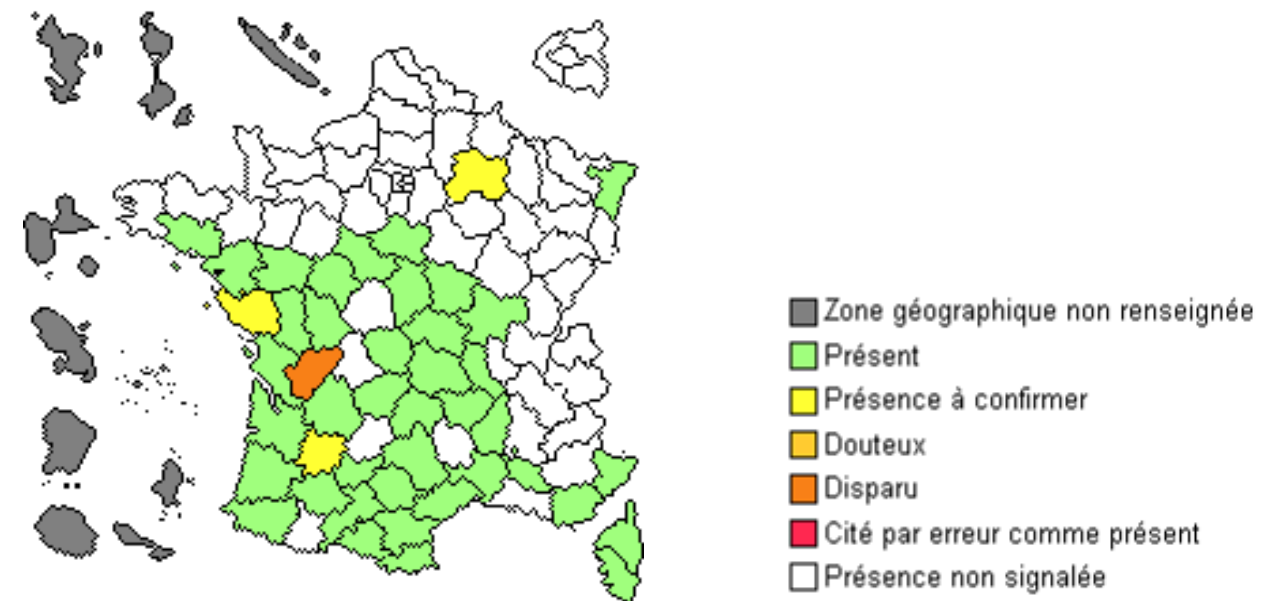 Zone géographique non renseignée
Présent
Présence à confirmer
Douteux
Disparu
Cité par erreur comme présent
Présence non signalée